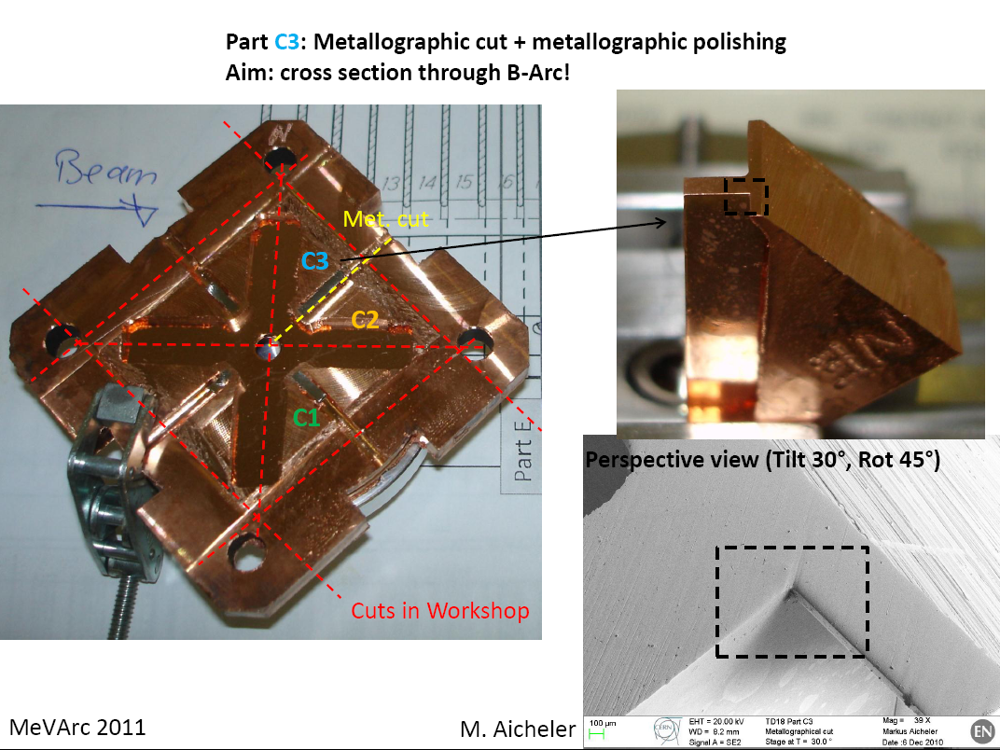 Part C3: Metallographic cut + metallographic polishing
Aim: cross section through B-Arc!
N
Beam
13 14 15
Met. cut
C3
C2
C1
Part E
Cuts in Workshop
Perspective view (Tilt 30°, Rot 45°)
100 µm
CERN
EHT = 20.00 kV
WD = 8.2 mm
Signal A = SE2
TD18 Part C3
Metallographical cut
Stage at T = 30.0 °
Mag = 39 X
Markus Aicheler
Date :6 Dec 2010
EN
MeVArc 2011
M. Aicheler